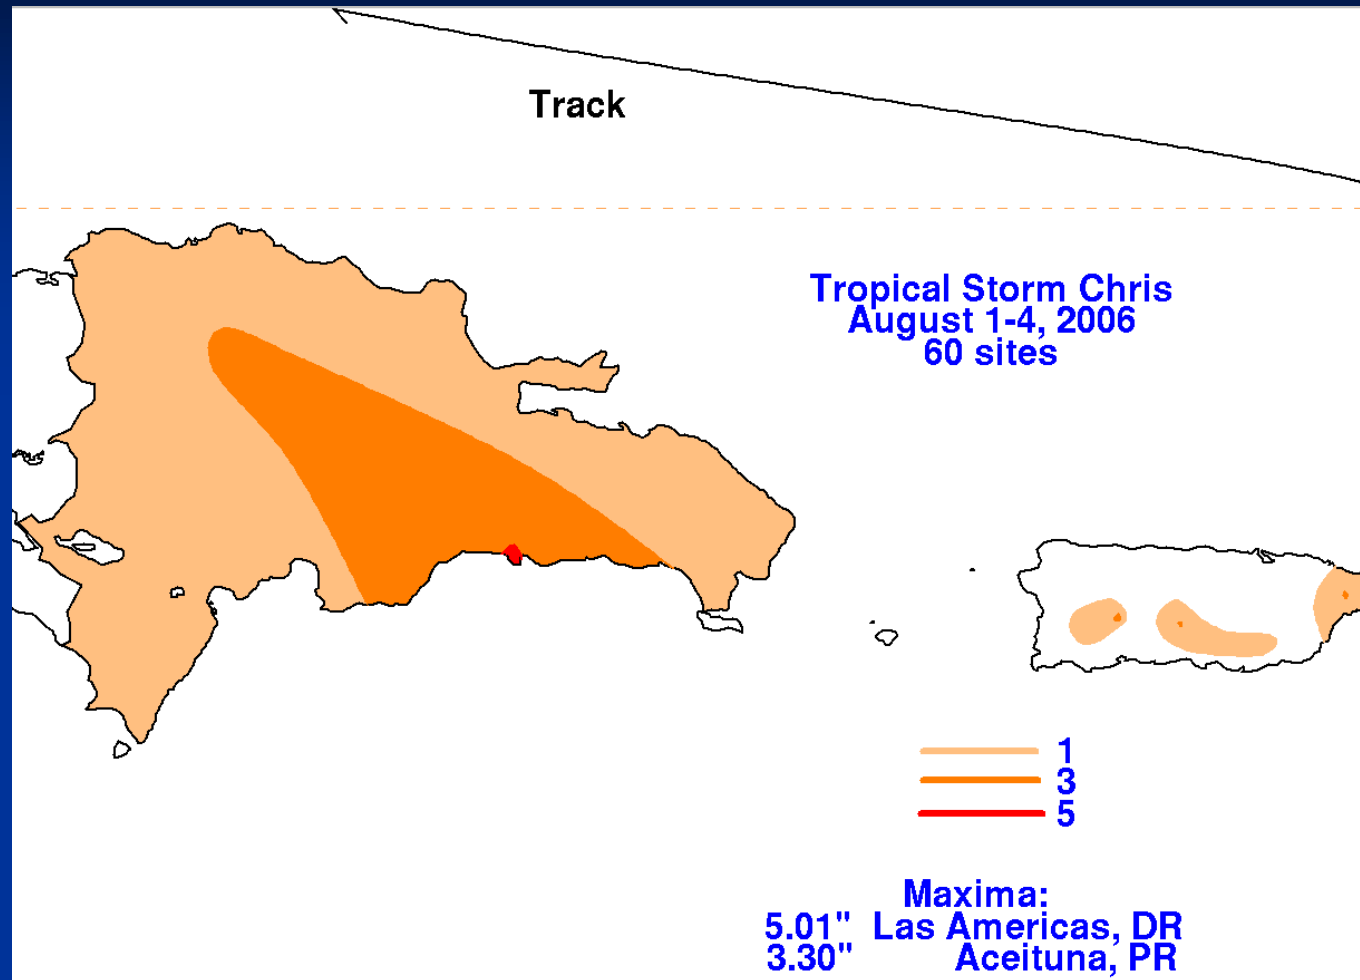 Track
Tropical Storm Chris
August 1-4, 2006
60 sites
1
3
5
Maxima:
5.01" Las Americas, DR
3.30" Aceituna, PR